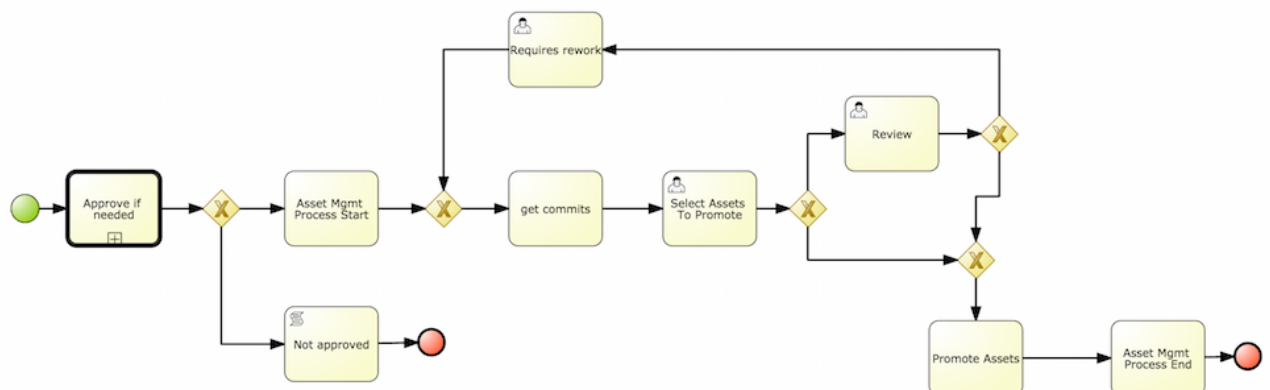 Requires rework
Review
Approve if
needed
Asset Mgmt
Process Start
get commits
Select Assets
To Promote
Not approved
Promote Assets
Asset Mgmt
Process End